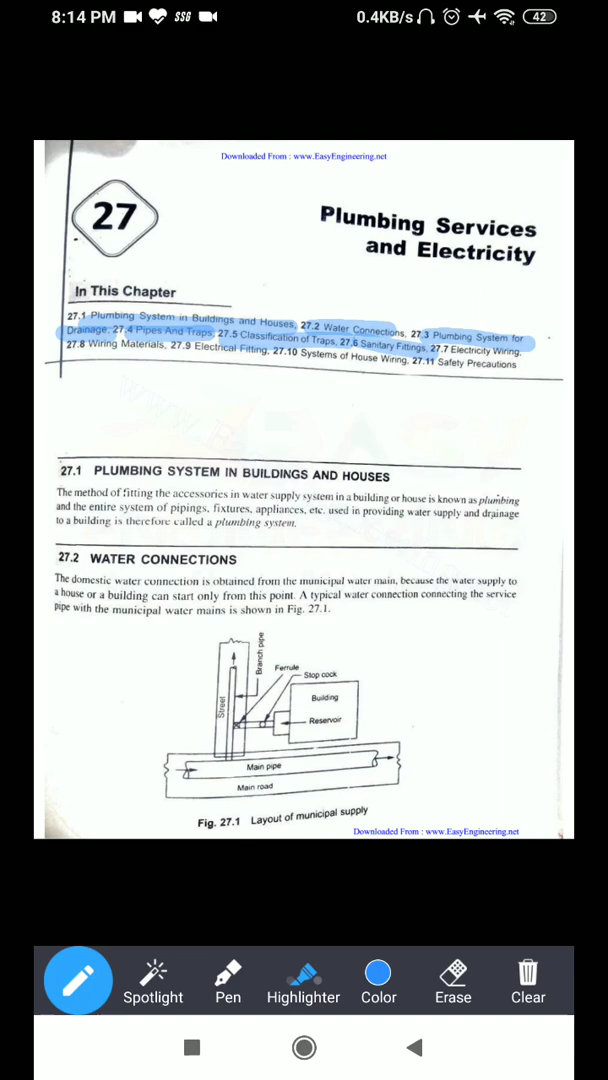 8:14 PM SSG 0.4KB/s 42
Downloaded From : www.EasyEngineering.net
27
Plumbing Services
and Electricity
In This Chapter
27.1 Plumbing System in Buildings and Houses, 27.2 Water Connections, 27.3 Plumbing System for
Drainage, 27.4 Pipes And Traps, 27.5 Classification of Traps, 27.6 Sanitary Fittings, 27.7 Electricity Wiring,
27.8 Wiring Materials, 27.9 Electrical Fitting, 27.10 Systems of House Wiring, 27.11 Safety Precautions
27.1 PLUMBING SYSTEM IN BUILDINGS AND HOUSES
The method of fitting the accessories in water supply system in a building or house is known as plumbing
and the entire system of pipings, fixtures, appliances, etc. used in providing water supply and drainage
to a building is therefore called a plumbing system.
27.2 WATER CONNECTIONS
The domestic water connection is obtained from the municipal water main, because the water supply to
a house or a building can start only from this point. A typical water connection connecting the service
pipe with the municipal water mains is shown in Fig. 27.1.
Branch pipe
Ferrule
Stop cock
Street
Building
Reservoir
Main pipe
Main road
Fig. 27.1 Layout of municipal supply
Downloaded From : www.EasyEngineering.net
Spotlight Pen Highlighter Color Erase Clear